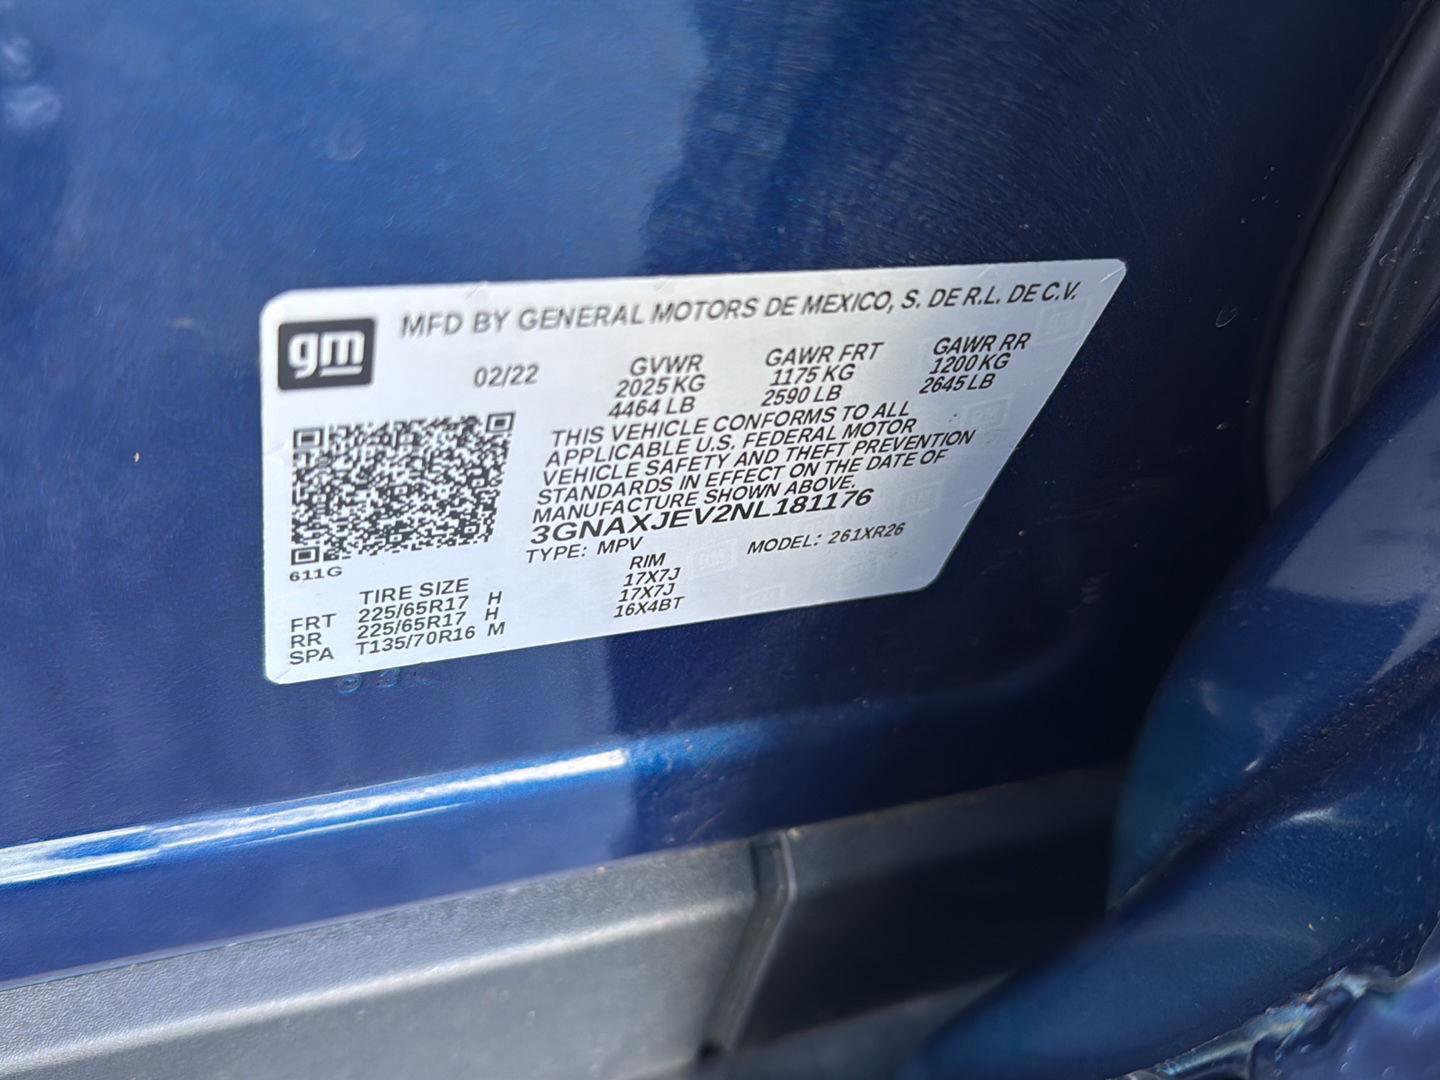 gm
MFD BY GENERAL MOTORS DE MEXICO, S. DE R.L. DE C.V.
02/22 GVWR GAWR FRT GAWR RR
2025 KG 1175 KG 1200 KG
4464 LB 2590 LB 2645 LB
THIS VEHICLE CONFORMS TO ALL
APPLICABLE U.S. FEDERAL MOTOR
VEHICLE SAFETY AND THEFT PREVENTION
STANDARDS IN EFFECT ON THE DATE OF
MANUFACTURE SHOWN ABOVE.
3GNAXJEV2NL181176
TYPE: MPV MODEL: 261XR26
611G
TIRE SIZE RIM
FRT 225/65R17 H 17X7J
RR 225/65R17 H 17X7J
SPA T135/70R16 M 16X4BT